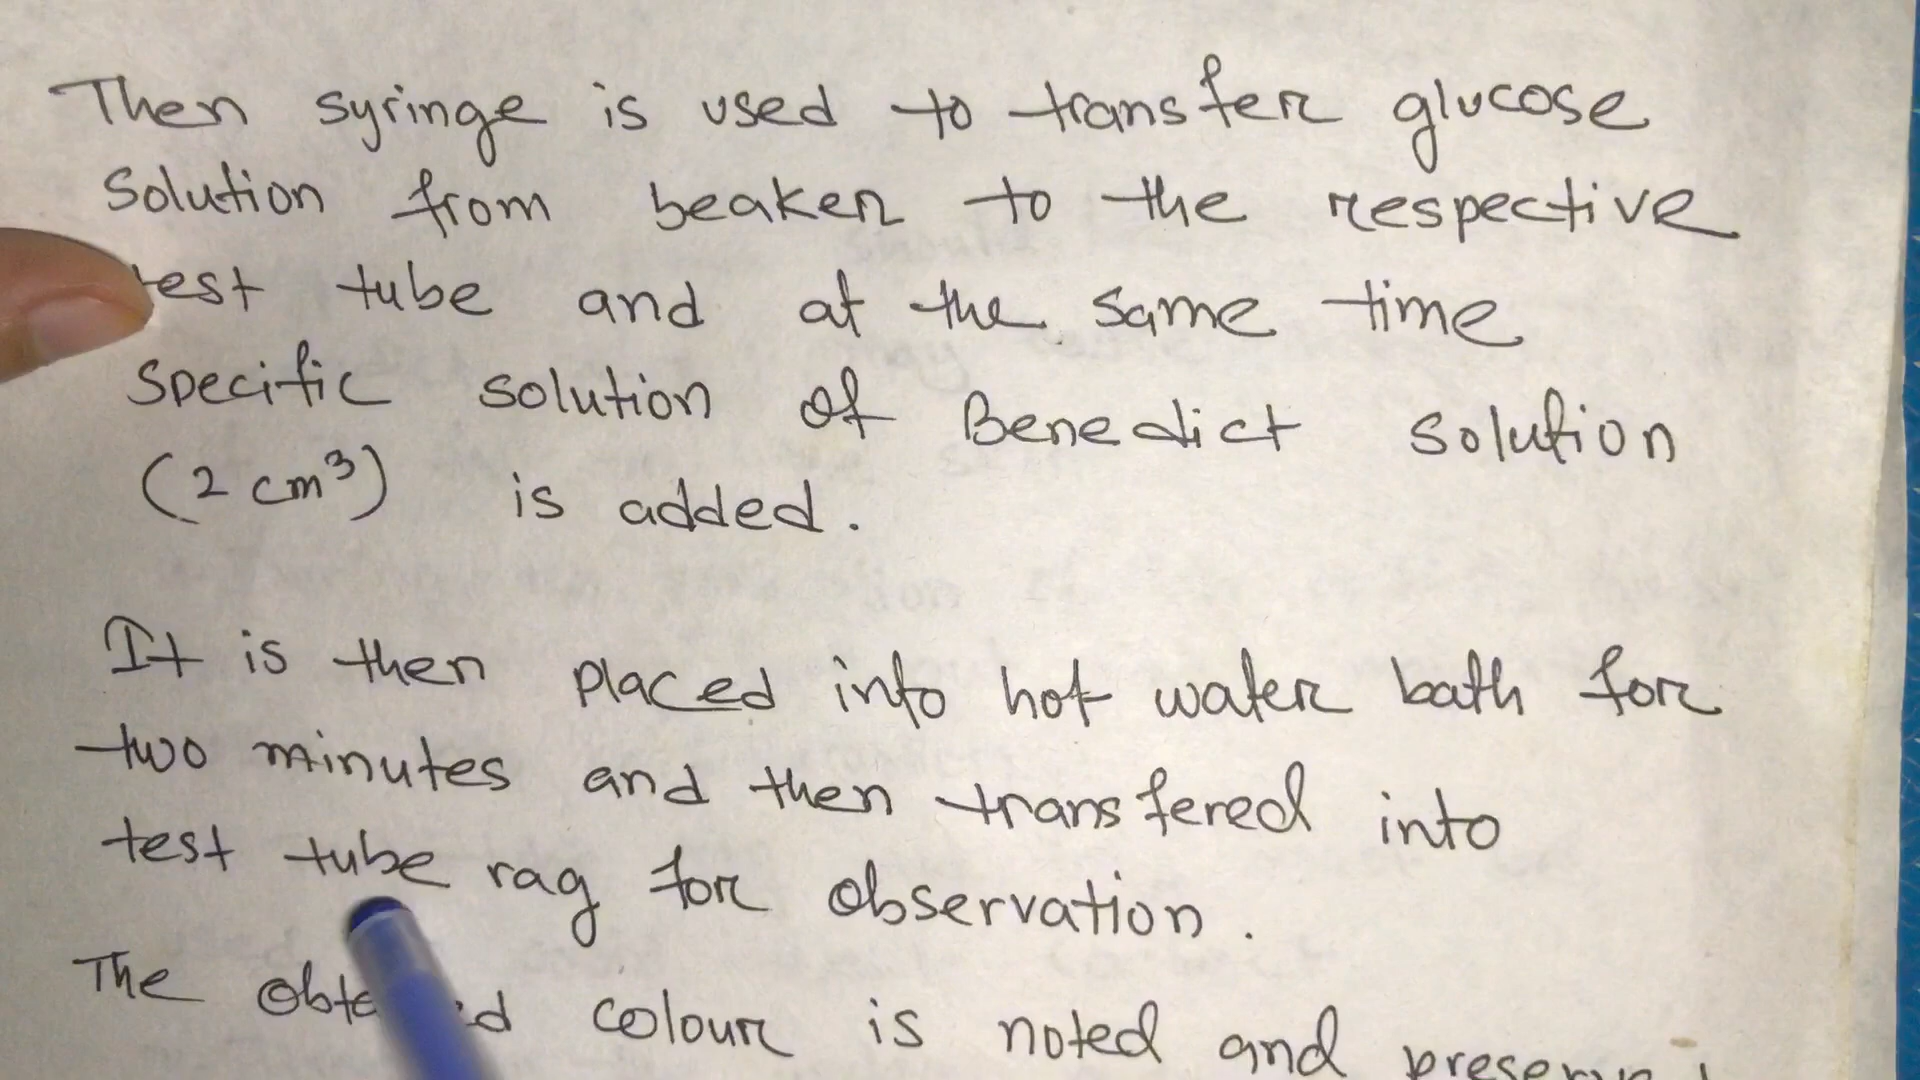 Then syringe is used to transfer glucose
solution from beaker to the respective
test tube and at the same time
specific solution of Benedict solution
(2 cm³) is added.
It is then placed into hot water bath for
two minutes and then transfered into
test tube rag for observation.
The colour is noted and